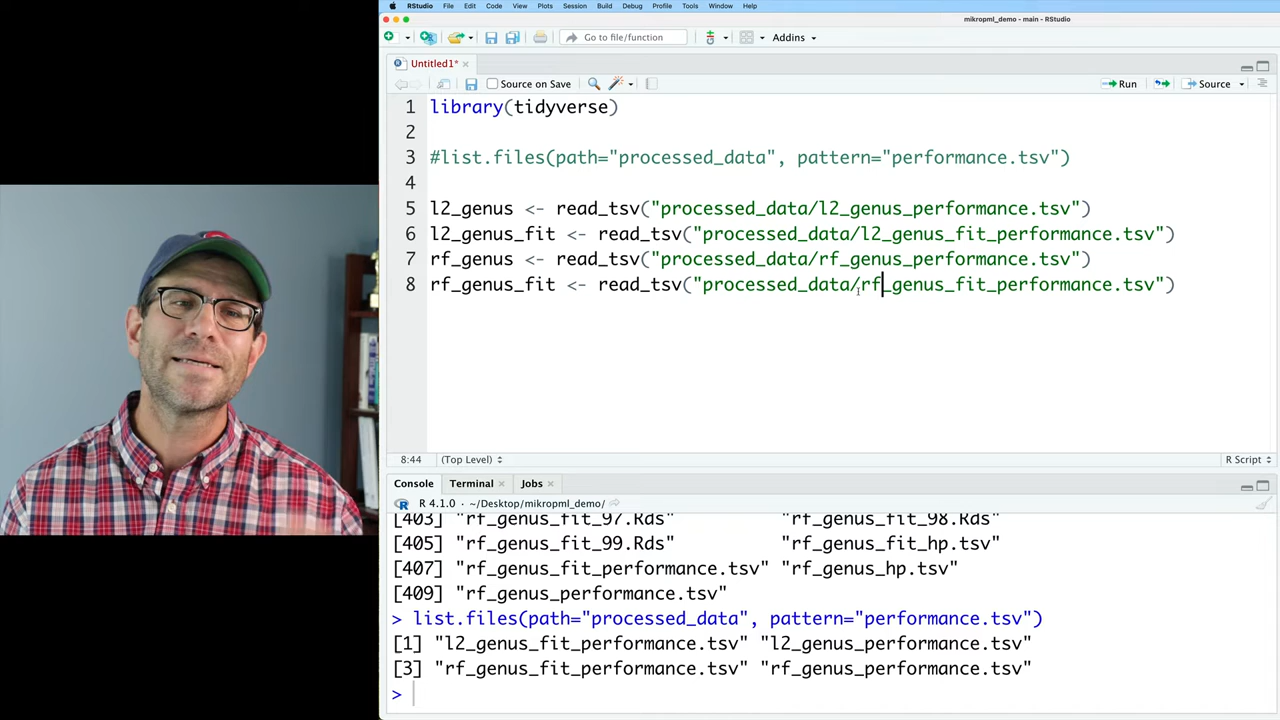 RStudio File Edit Code View Plots Session Build Debug Profile Tools Window Help
mikropml_demo - main - RStudio
Go to file/function Addins
Untitled1*
Source on Save Run Source
1 library(tidyverse)
2
3 #list.files(path="processed_data", pattern="performance.tsv")
4
5 l2_genus <- read_tsv("processed_data/l2_genus_performance.tsv")
6 l2_genus_fit <- read_tsv("processed_data/l2_genus_fit_performance.tsv")
7 rf_genus <- read_tsv("processed_data/rf_genus_performance.tsv")
8 rf_genus_fit <- read_tsv("processed_data/rf_genus_fit_performance.tsv")
8:44 (Top Level) R Script
Console Terminal Jobs
R 4.1.0 · ~/Desktop/mikropml_demo/
[403] "rf_genus_fit_97.Rds" "rf_genus_fit_98.Rds"
[405] "rf_genus_fit_99.Rds" "rf_genus_fit_hp.tsv"
[407] "rf_genus_fit_performance.tsv" "rf_genus_hp.tsv"
[409] "rf_genus_performance.tsv"
> list.files(path="processed_data", pattern="performance.tsv")
[1] "l2_genus_fit_performance.tsv" "l2_genus_performance.tsv"
[3] "rf_genus_fit_performance.tsv" "rf_genus_performance.tsv"
>